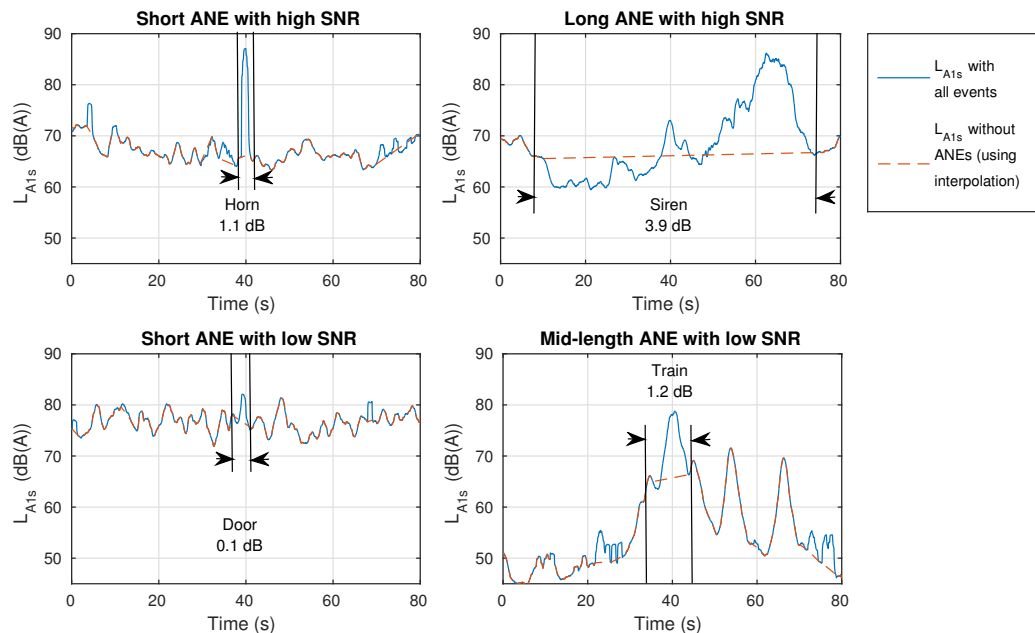 Short ANE with high SNR
90
80
70
60
50
L_A1s (dB(A))
Horn
1.1 dB
0 20 40 60 80
Time (s)
Long ANE with high SNR
90
80
70
60
50
L_A1s (dB(A))
Siren
3.9 dB
0 20 40 60 80
Time (s)
L_A1s with
all events
L_A1s without
ANEs (using
interpolation)
Short ANE with low SNR
90
80
70
60
50
L_A1s (dB(A))
Door
0.1 dB
0 20 40 60 80
Time (s)
Mid-length ANE with low SNR
90
80
70
60
50
L_A1s (dB(A))
Train
1.2 dB
0 20 40 60 80
Time (s)